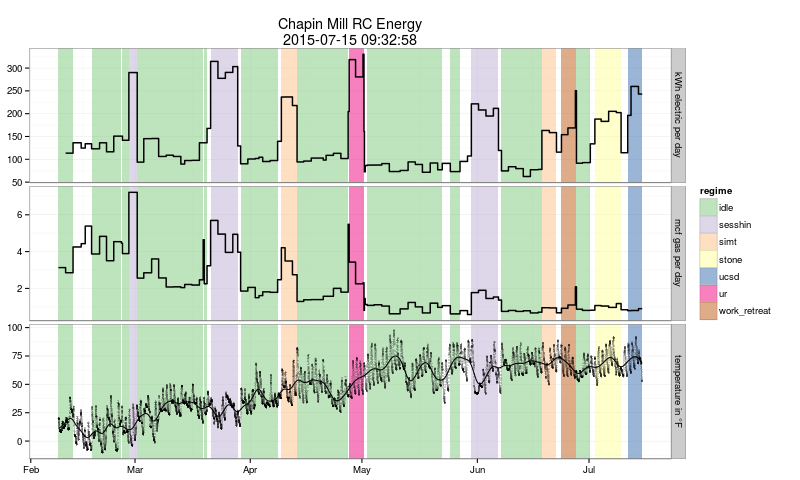 Chapin Mill RC Energy
2015-07-15 09:32:58
300
250
200
150
100
50
kWh electric per day
6
4
2
mcf gas per day
100
75
50
25
0
temperature in °F
Feb Mar Apr May Jun Jul
regime
idle
sesshin
simt
stone
ucsd
ur
work_retreat